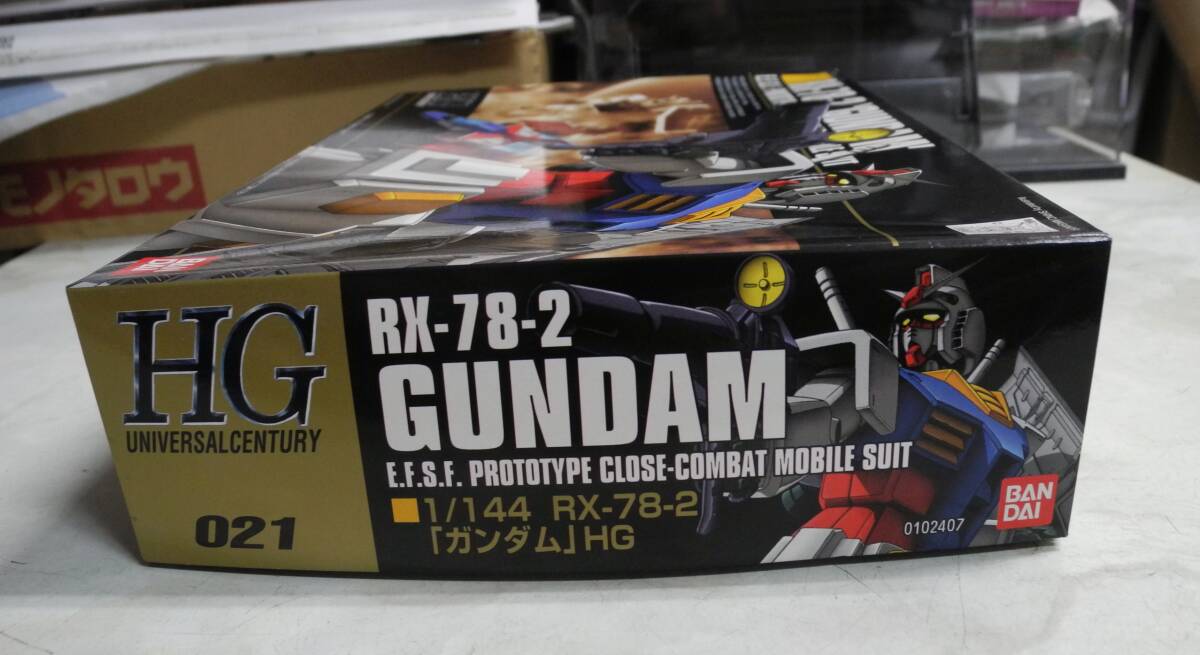 モノタロウ
HG
UNIVERSALCENTURY
021
RX-78-2
GUNDAM
E.F.S.F. PROTOTYPE CLOSE-COMBAT MOBILE SUIT
1/144 RX-78-2
「ガンダム」HG
0102407
BAN
DAI